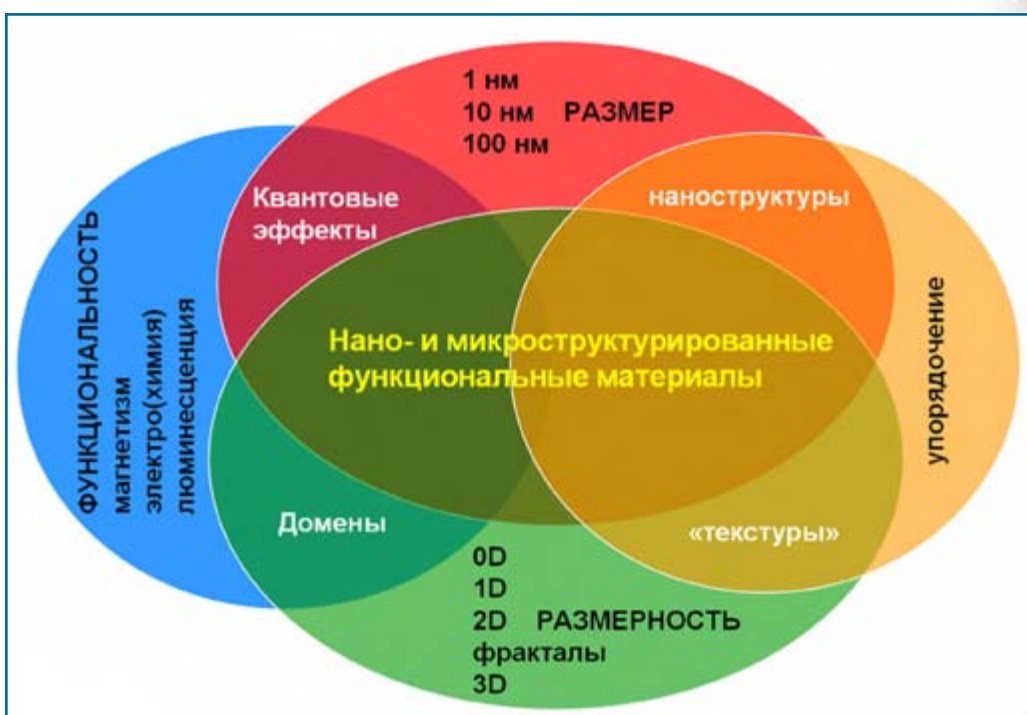 1 нм
10 нм РАЗМЕР
100 нм
Квантовые
эффекты
наноструктуры
ФУНКЦИОНАЛЬНОСТЬ
магнетизм
электро(химия)
люминесценция
Нано- и микроструктурированные
функциональные материалы
упорядочение
Домены
«текстуры»
0D
1D
2D РАЗМЕРНОСТЬ
фракталы
3D